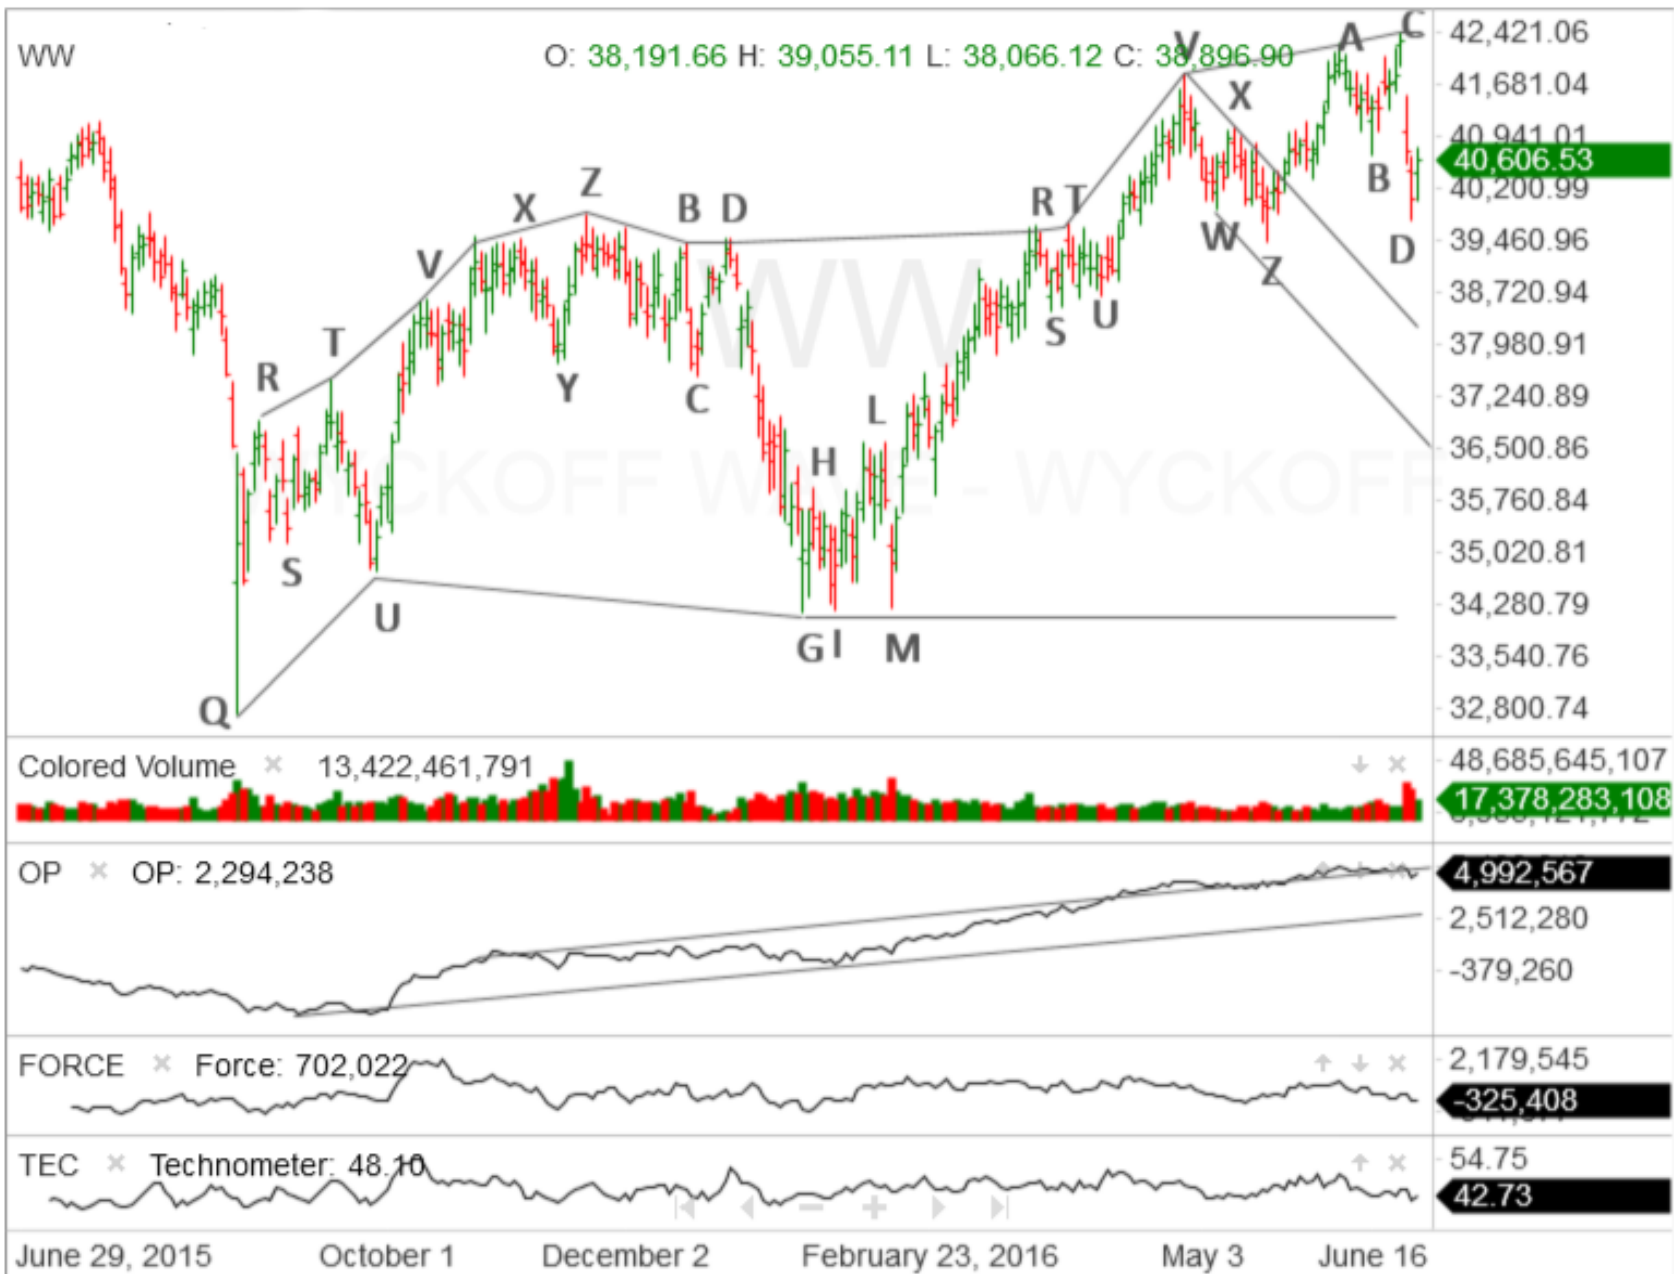 WW
O: 38,191.66 H: 39,055.11 L: 38,066.12 C: 38,896.90
42,421.06
41,681.04
40,941.01
40,606.53
40,200.99
39,460.96
38,720.94
37,980.91
37,240.89
36,500.86
35,760.84
35,020.81
34,280.79
33,540.76
32,800.74
V A C
X
Z
X
B D
R T
B
V
W
D
Z
T
U
S
R
Y
C
L
H
S
U
G I M
Q
WW
WYCKOFF WAVE - WYCKOFF
Colored Volume × 13,422,461,791
48,685,645,107
17,378,283,108
OP × OP: 2,294,238
4,992,567
2,512,280
-379,260
FORCE × Force: 702,022
2,179,545
-325,408
TEC × Technometer: 48.10
54.75
42.73
June 29, 2015 October 1 December 2 February 23, 2016 May 3 June 16